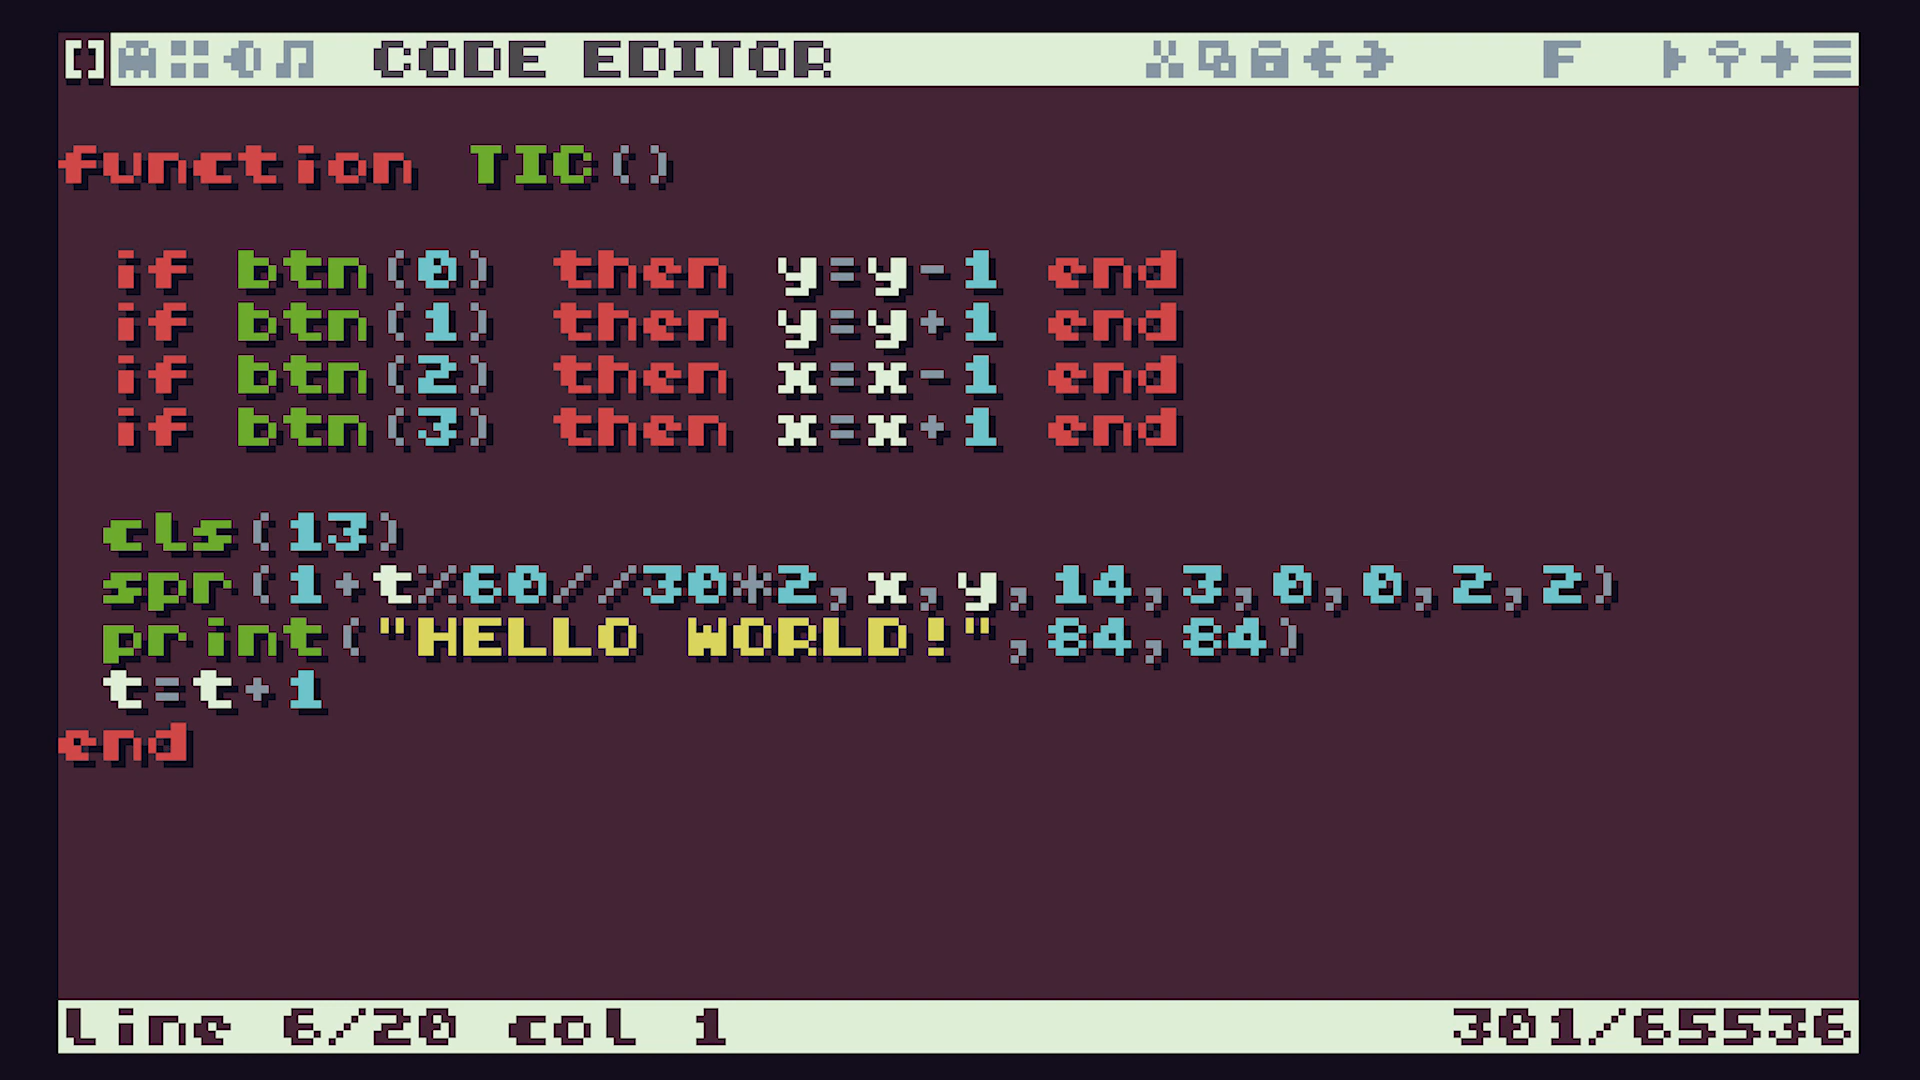 CODE EDITOR F
function TIC()
if btn(0) then y=y-1 end
if btn(1) then y=y+1 end
if btn(2) then x=x-1 end
if btn(3) then x=x+1 end
cls(13)
spr(1+t%60//30*2,x,y,14,3,0,0,2,2)
print("HELLO WORLD!",84,84)
t=t+1
end
line 6/20 col 1 301/65536